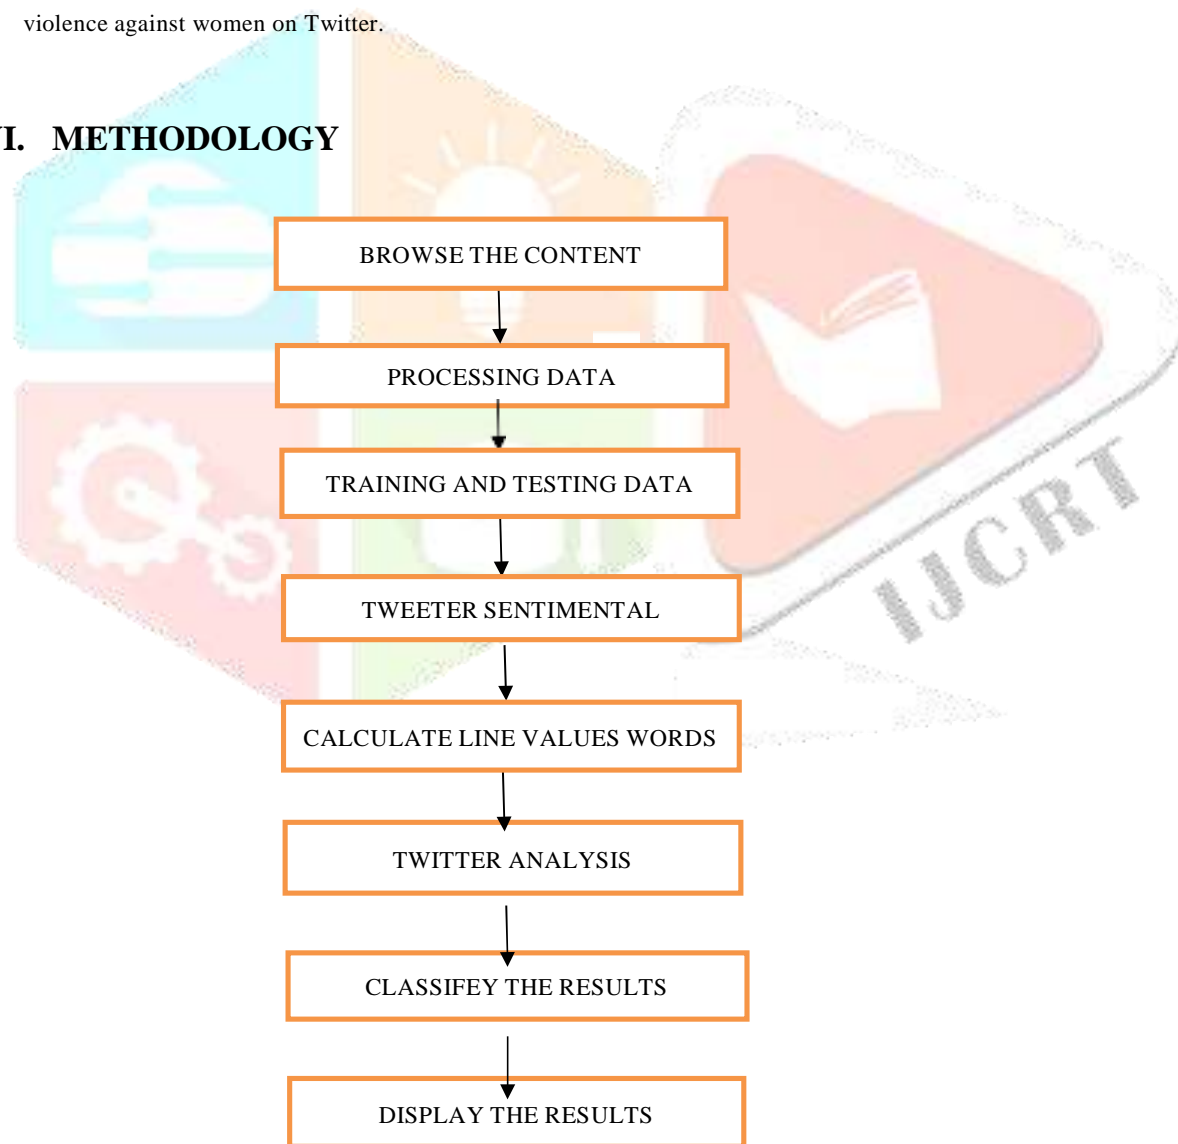 violence against women on Twitter.
VI. METHODOLOGY
BROWSE THE CONTENT
PROCESSING DATA
TRAINING AND TESTING DATA
TWEETER SENTIMENTAL
CALCULATE LINE VALUES WORDS
TWITTER ANALYSIS
CLASSIFEY THE RESULTS
DISPLAY THE RESULTS
IJCRT